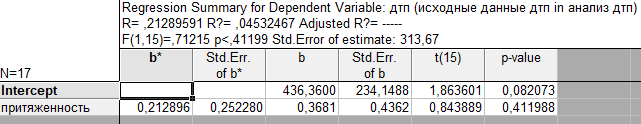 Regression Summary for Dependent Variable: дтп (исходные данные дтп in анализ дтп)
R= ,21289591 R?= ,04532467 Adjusted R?= -----
F(1,15)=,71215 p<,41199 Std.Error of estimate: 313,67
N=17 b* Std.Err. of b* b Std.Err. of b t(15) p-value
Intercept 436,3600 234,1488 1,863601 0,082073
притяженность 0,212896 0,252280 0,3681 0,4362 0,843889 0,411988